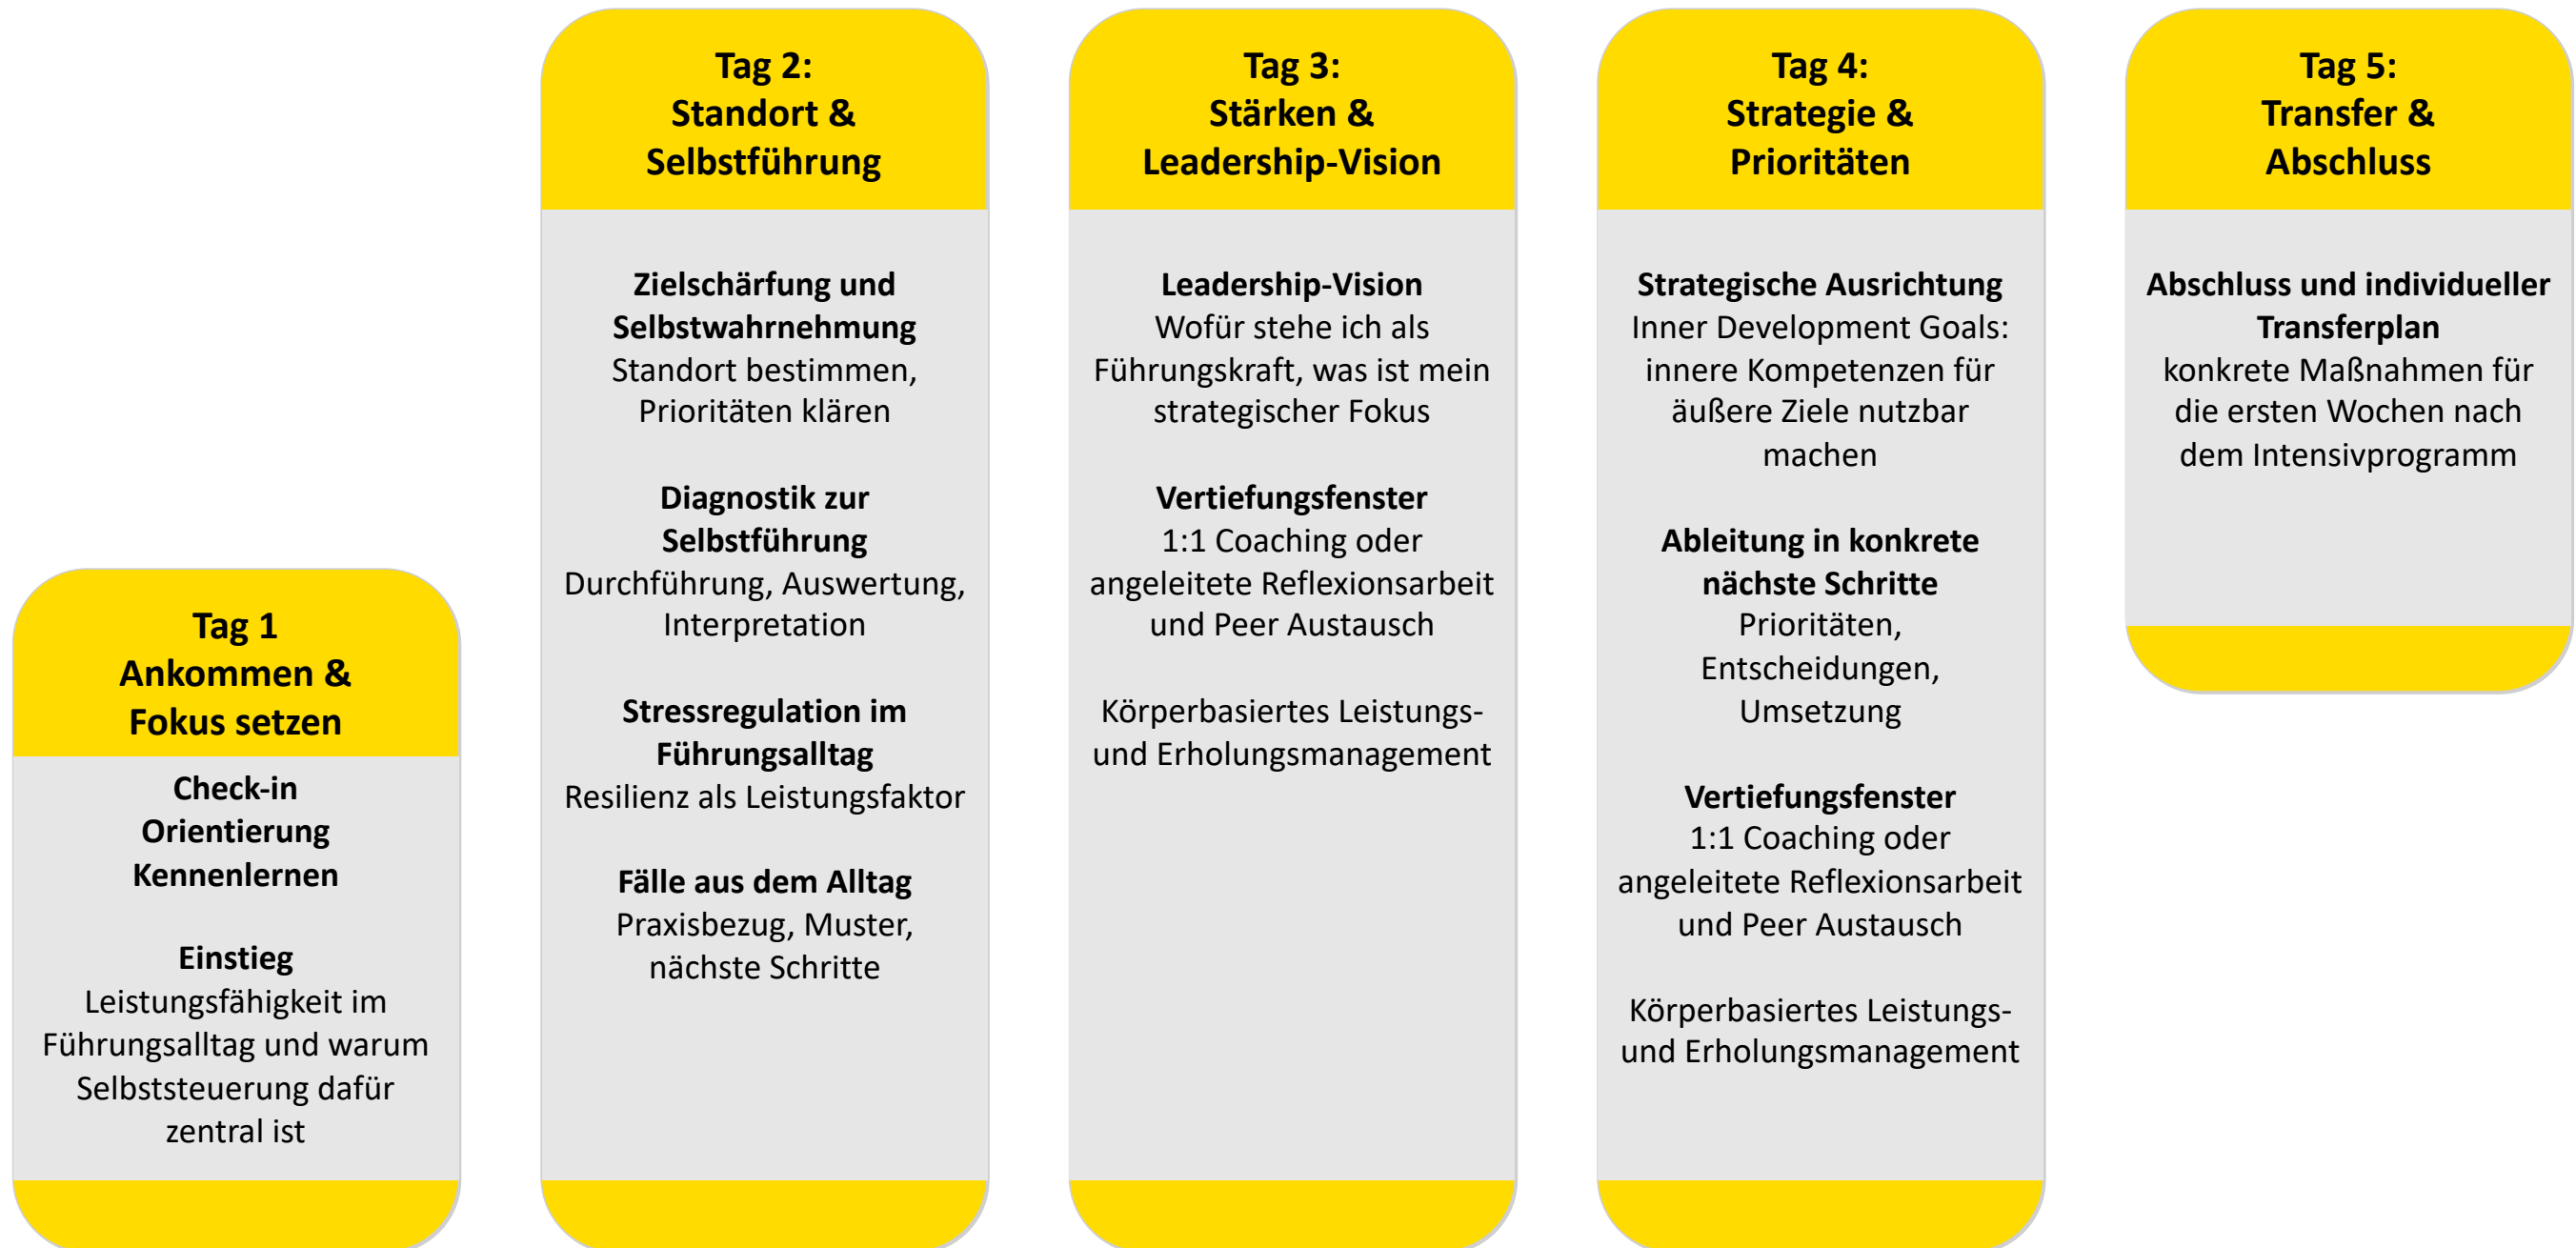 Tag 1
Ankommen &
Fokus setzen
Check-in
Orientierung
Kennenlernen
Einstieg
Leistungsfähigkeit im
Führungsalltag und warum
Selbststeuerung dafür
zentral ist
Tag 2:
Standort &
Selbstführung
Zielschärfung und
Selbstwahrnehmung
Standort bestimmen,
Prioritäten klären
Diagnostik zur
Selbstführung
Durchführung, Auswertung,
Interpretation
Stressregulation im
Führungsalltag
Resilienz als Leistungsfaktor
Fälle aus dem Alltag
Praxisbezug, Muster,
nächste Schritte
Tag 3:
Stärken &
Leadership-Vision
Leadership-Vision
Wofür stehe ich als
Führungskraft, was ist mein
strategischer Fokus
Vertiefungsfenster
1:1 Coaching oder
angeleitete Reflexionsarbeit
und Peer Austausch
Körperbasiertes Leistungs-
und Erholungsmanagement
Tag 4:
Strategie &
Prioritäten
Strategische Ausrichtung
Inner Development Goals:
innere Kompetenzen für
äußere Ziele nutzbar
machen
Ableitung in konkrete
nächste Schritte
Prioritäten,
Entscheidungen,
Umsetzung
Vertiefungsfenster
1:1 Coaching oder
angeleitete Reflexionsarbeit
und Peer Austausch
Körperbasiertes Leistungs-
und Erholungsmanagement
Tag 5:
Transfer &
Abschluss
Abschluss und individueller
Transferplan
konkrete Maßnahmen für
die ersten Wochen nach
dem Intensivprogramm